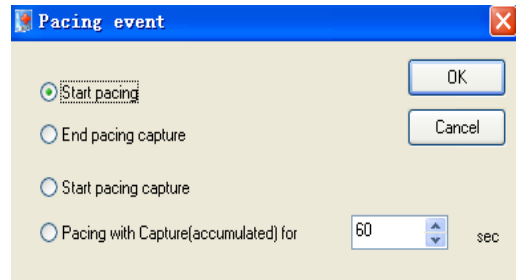 Pacing event
Start pacing
OK
End pacing capture
Cancel
Start pacing capture
Pacing with Capture(accumulated) for 60 sec